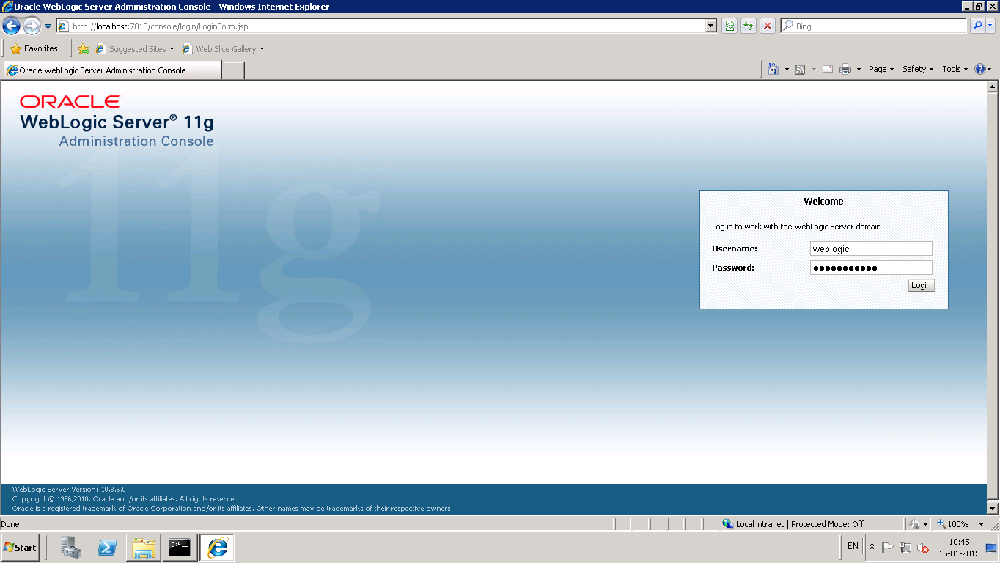 Oracle WebLogic Server Administration Console - Windows Internet Explorer
http://localhost:7010/console/login/LoginForm.jsp
Bing
Favorites
Suggested Sites
Web Slice Gallery
Oracle WebLogic Server Administration Console
Page
Safety
Tools
ORACLE
WebLogic Server® 11g
Administration Console
11g
Welcome
Log in to work with the WebLogic Server domain
Username:
weblogic
Password:
Login
WebLogic Server Version: 10.3.5.0
Copyright © 1996,2010, Oracle and/or its affiliates. All rights reserved.
Oracle is a registered trademark of Oracle Corporation and/or its affiliates. Other names may be trademarks of their respective owners.
Done
Local intranet | Protected Mode: Off
100%
Start
C:\
EN
10:45
15-01-2015